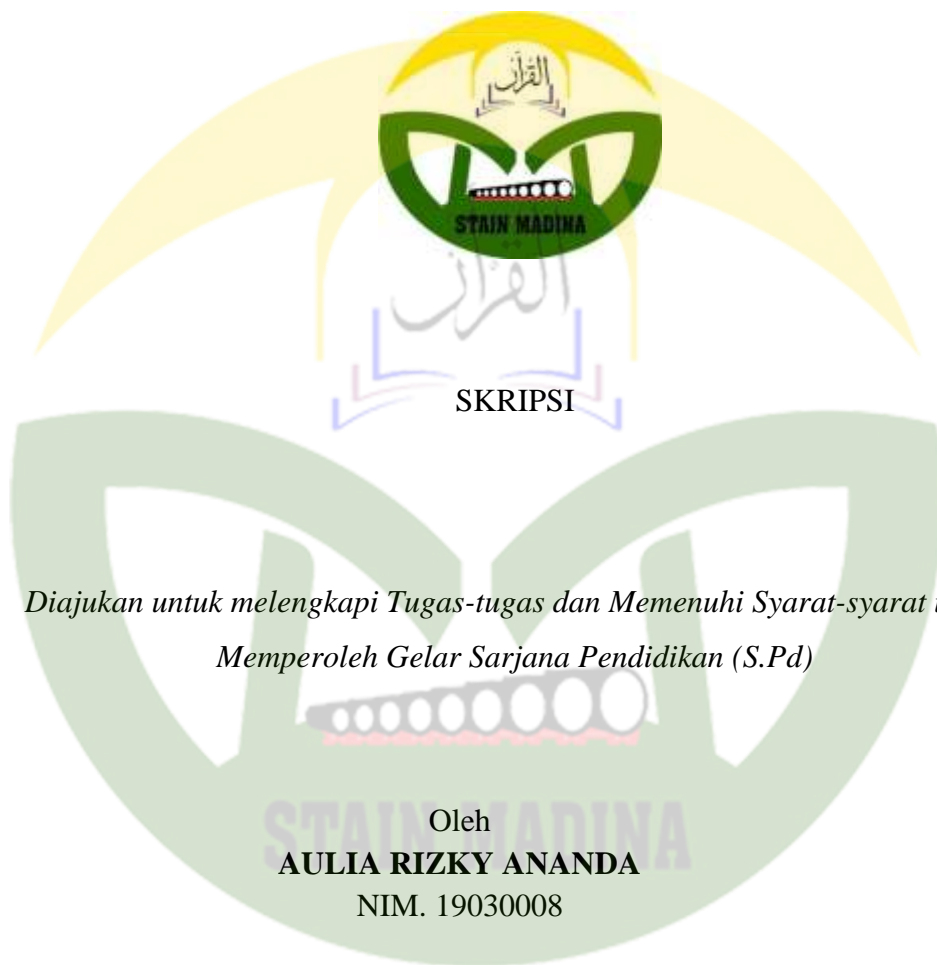 القرآن
STAIN MADINA
القرآن
SKRIPSI
Diajukan untuk melengkapi Tugas-tugas dan Memenuhi Syarat-syarat
Memperoleh Gelar Sarjana Pendidikan (S.Pd)
Oleh
STAIN MADINA
AULIA RIZKY ANANDA
NIM. 19030008